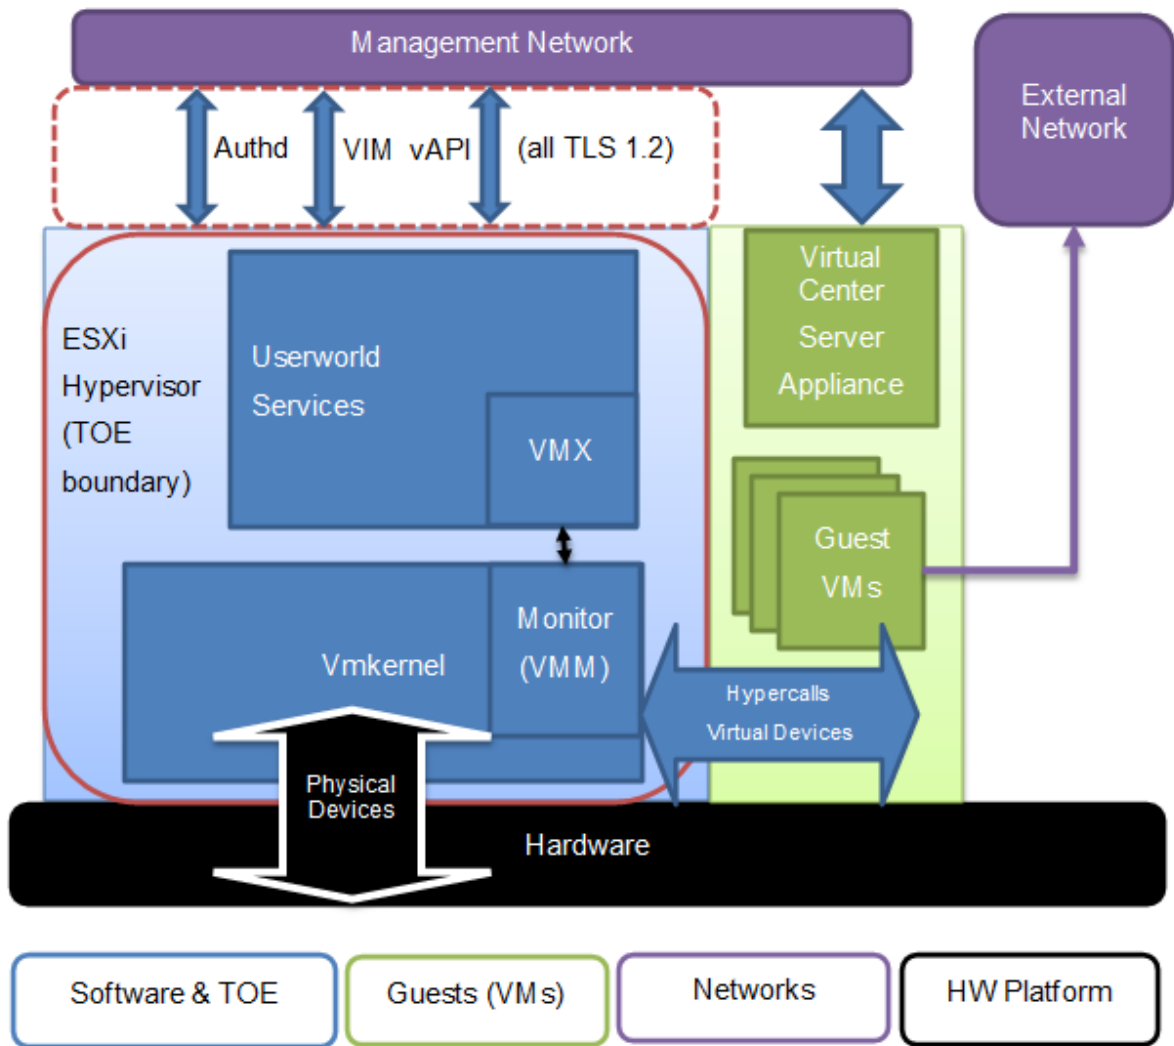 Management Network
External
Network
Authd
VIM vAPI
(all TLS 1.2)
ESXi
Hypervisor
(TOE
boundary)
Userworld
Services
VMX
Virtual
Center
Server
Appliance
Guest
VMs
Vmkernel
Monitor
(VMM)
Hypercalls
Virtual Devices
Physical
Devices
Hardware
Software & TOE
Guests (VMs)
Networks
HW Platform